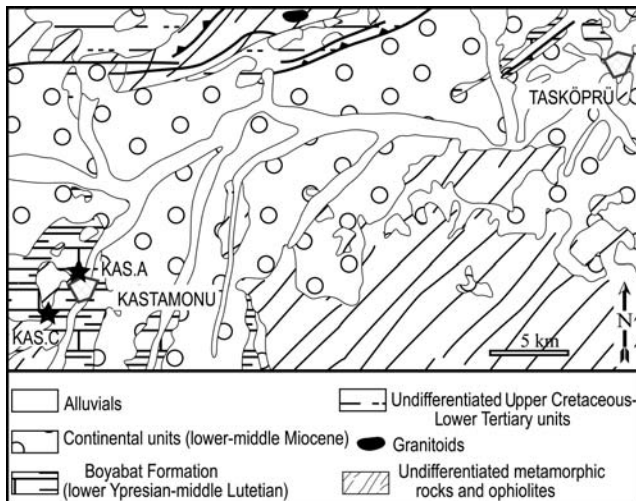 TASKÖPRÜ
KAS.A
KASTAMONU
KAS.C
N
5 km
Alluvials
Continental units (lower-middle Miocene)
Boyabat Formation
(lower Ypresian-middle Lutetian)
Undifferentiated Upper Cretaceous-
Lower Tertiary units
Granitoids
Undifferentiated metamorphic
rocks and ophiolites